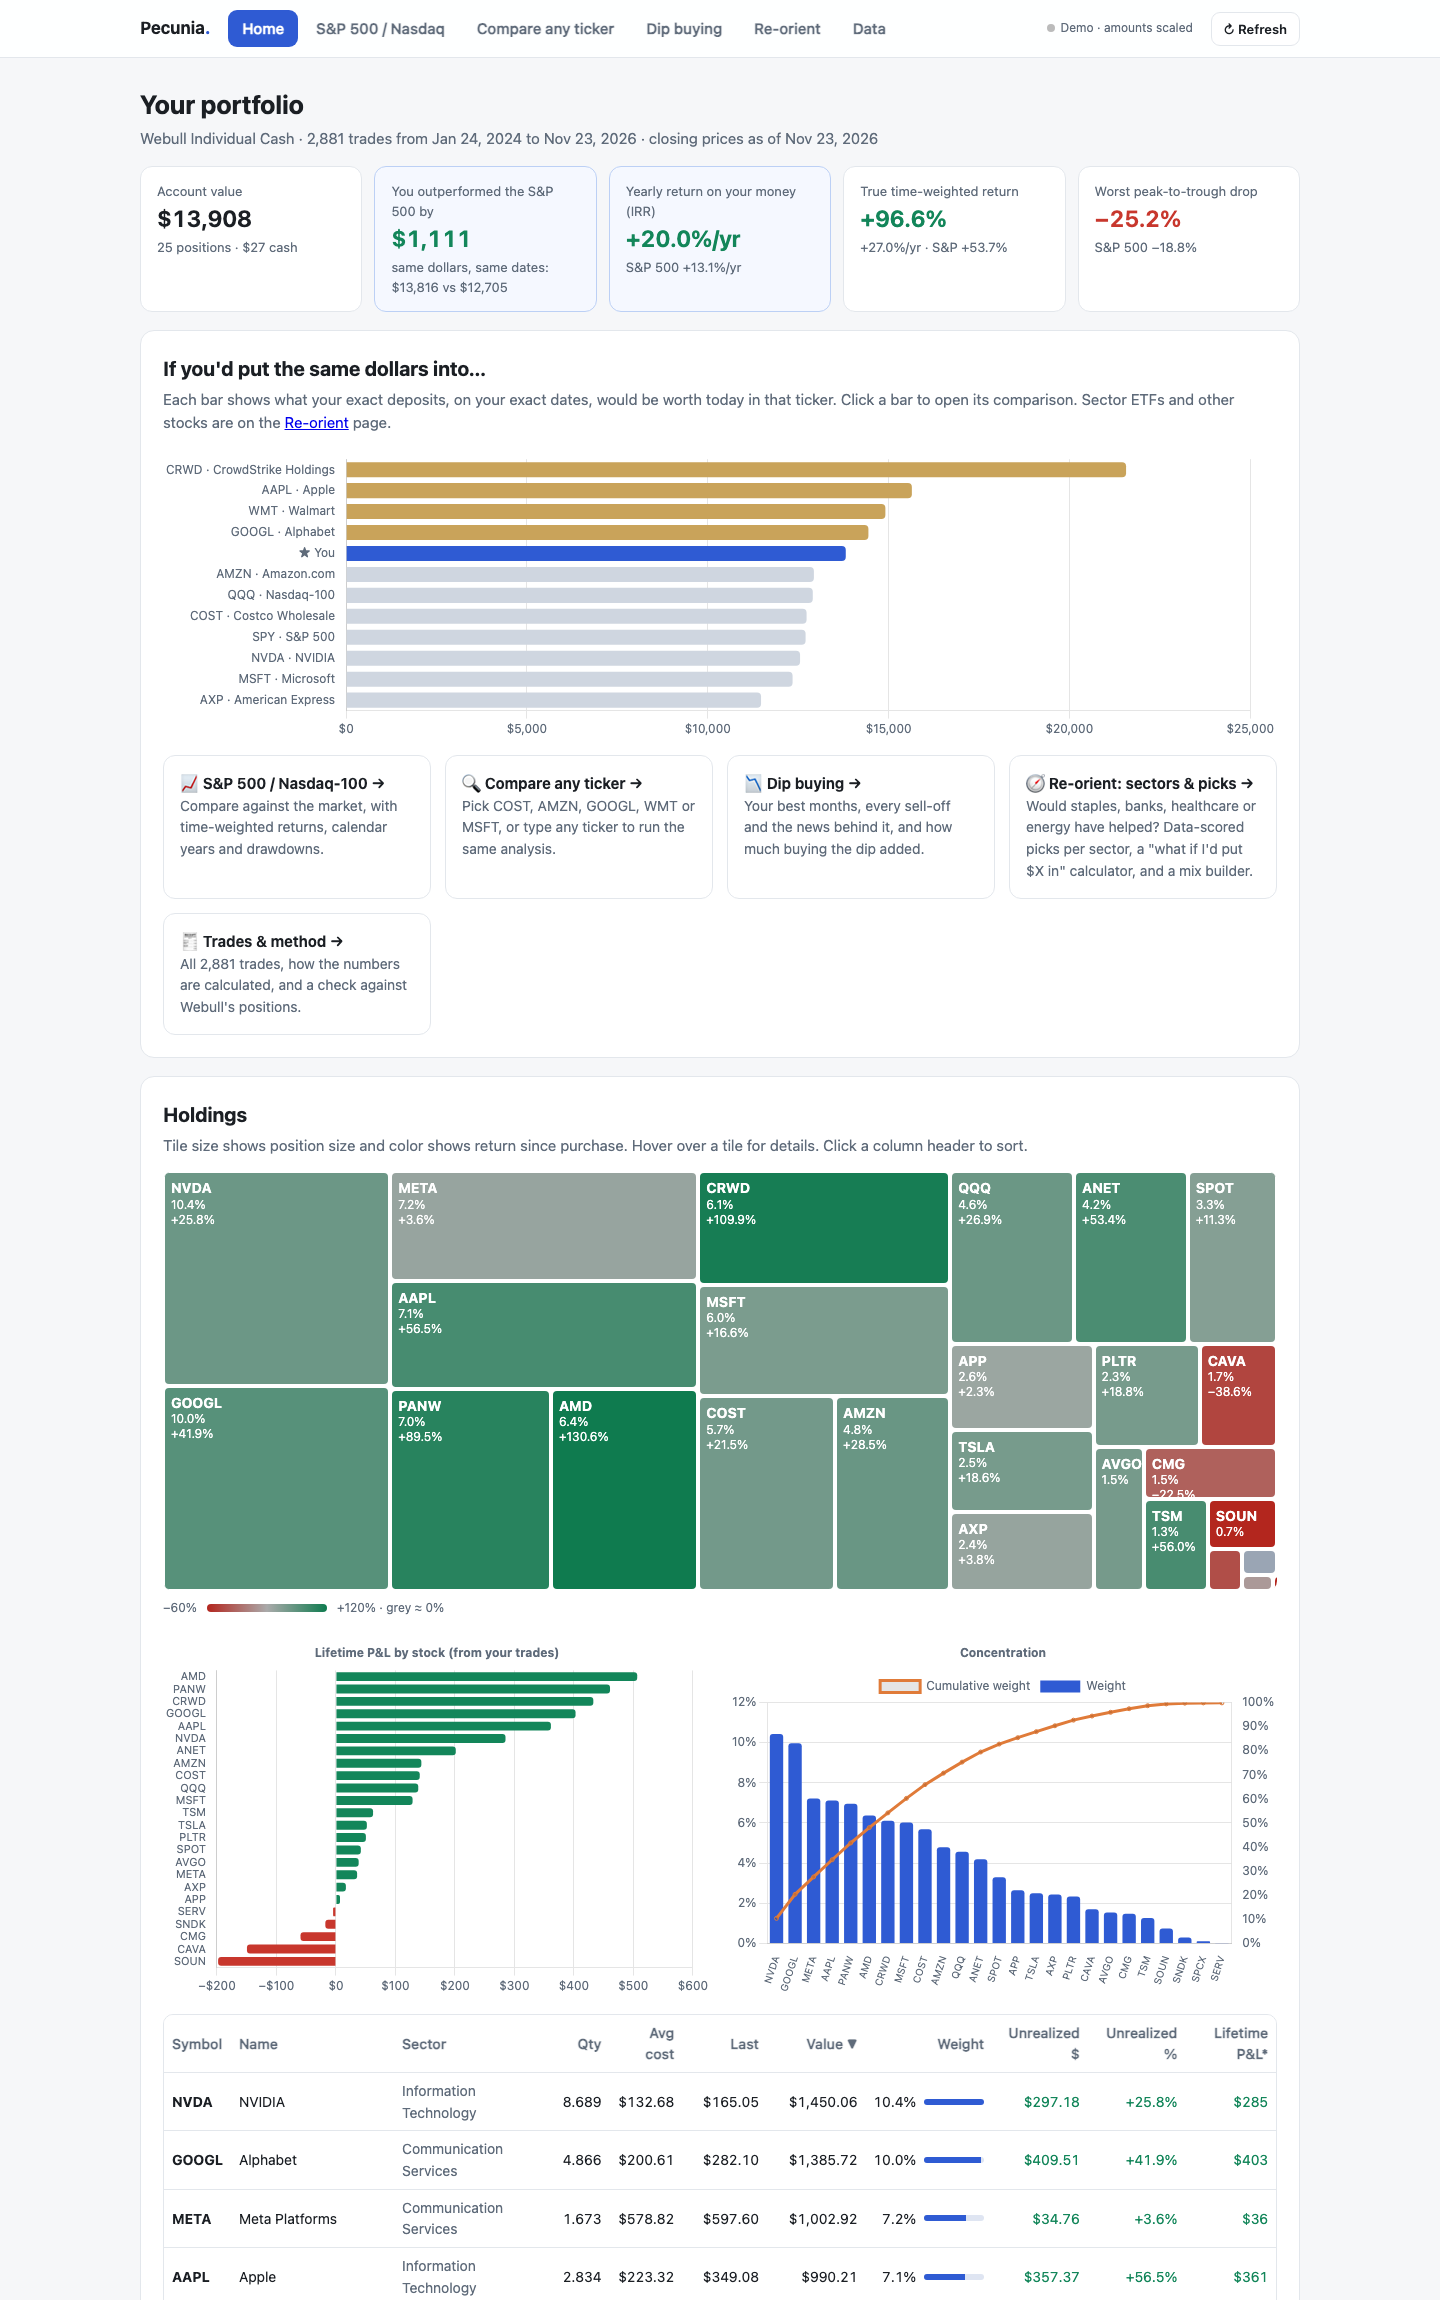 Pecunia.
Home
S&P 500 / Nasdaq
Compare any ticker
Dip buying
Re-orient
Data
Demo · amounts scaled
↻ Refresh
Your portfolio
Webull Individual Cash · 2,881 trades from Jan 24, 2024 to Nov 23, 2026 · closing prices as of Nov 23, 2026
Account value
$13,908
25 positions · $27 cash
You outperformed the S&P
500 by
$1,111
same dollars, same dates:
$13,816 vs $12,705
Yearly return on your money
(IRR)
+20.0%/yr
S&P 500 +13.1%/yr
True time-weighted return
+96.6%
+27.0%/yr · S&P +53.7%
Worst peak-to-trough drop
−25.2%
S&P 500 −18.8%
If you'd put the same dollars into...
Each bar shows what your exact deposits, on your exact dates, would be worth today in that ticker. Click a bar to open its comparison. Sector ETFs and other
stocks are on the Re-orient page.
CRWD · CrowdStrike Holdings
AAPL · Apple
WMT · Walmart
GOOGL · Alphabet
★ You
AMZN · Amazon.com
QQQ · Nasdaq-100
COST · Costco Wholesale
SPY · S&P 500
NVDA · NVIDIA
MSFT · Microsoft
AXP · American Express
$0
$5,000
$10,000
$15,000
$20,000
$25,000
📈 S&P 500 / Nasdaq-100 →
Compare against the market, with
time-weighted returns, calendar
years and drawdowns.
🔍 Compare any ticker →
Pick COST, AMZN, GOOGL, WMT or
MSFT, or type any ticker to run the
same analysis.
📉 Dip buying →
Your best months, every sell-off
and the news behind it, and how
much buying the dip added.
🧭 Re-orient: sectors & picks →
Would staples, banks, healthcare or
energy have helped? Data-scored
picks per sector, a "what if I'd put
$X in" calculator, and a mix builder.
🧾 Trades & method →
All 2,881 trades, how the numbers
are calculated, and a check against
Webull's positions.
Holdings
Tile size shows position size and color shows return since purchase. Hover over a tile for details. Click a column header to sort.
NVDA
10.4%
+25.8%
META
7.2%
+3.6%
CRWD
6.1%
+109.9%
QQQ
4.6%
+26.9%
ANET
4.2%
+53.4%
SPOT
3.3%
+11.3%
AAPL
7.1%
+56.5%
MSFT
6.0%
+16.6%
APP
2.6%
+2.3%
PLTR
2.3%
+18.8%
CAVA
1.7%
−38.6%
GOOGL
10.0%
+41.9%
PANW
7.0%
+89.5%
AMD
6.4%
+130.6%
COST
5.7%
+21.5%
AMZN
4.8%
+28.5%
TSLA
2.5%
+18.6%
AVGO
1.5%
CMG
1.5%
−22.5%
AXP
2.4%
+3.8%
TSM
1.3%
+56.0%
SOUN
0.7%
−60%
+120% · grey ≈ 0%
Lifetime P&L by stock (from your trades)
AMD
PANW
CRWD
GOOGL
AAPL
NVDA
ANET
AMZN
COST
QQQ
MSFT
TSM
TSLA
PLTR
SPOT
AVGO
META
AXP
APP
SERV
SNDK
CMG
CAVA
SOUN
−$200
−$100
$0
$100
$200
$300
$400
$500
$600
Concentration
Cumulative weight
Weight
12%
10%
8%
6%
4%
2%
0%
100%
90%
80%
70%
60%
50%
40%
30%
20%
10%
0%
NVDA
GOOGL
META
AAPL
PANW
AMD
CRWD
MSFT
COST
AMZN
QQQ
ANET
SPOT
APP
TSLA
AXP
PLTR
CAVA
AVGO
CMG
TSM
SOUN
SNDK
SPCX
SERV
Symbol Name Sector Qty Avg cost Last Value ▼ Weight Unrealized $ Unrealized % Lifetime P&L*
NVDA NVIDIA Information Technology 8.689 $132.68 $165.05 $1,450.06 10.4% $297.18 +25.8% $285
GOOGL Alphabet Communication Services 4.866 $200.61 $282.10 $1,385.72 10.0% $409.51 +41.9% $403
META Meta Platforms Communication Services 1.673 $578.82 $597.60 $1,002.92 7.2% $34.76 +3.6% $36
AAPL Apple Information Technology 2.834 $223.32 $349.08 $990.21 7.1% $357.37 +56.5% $361